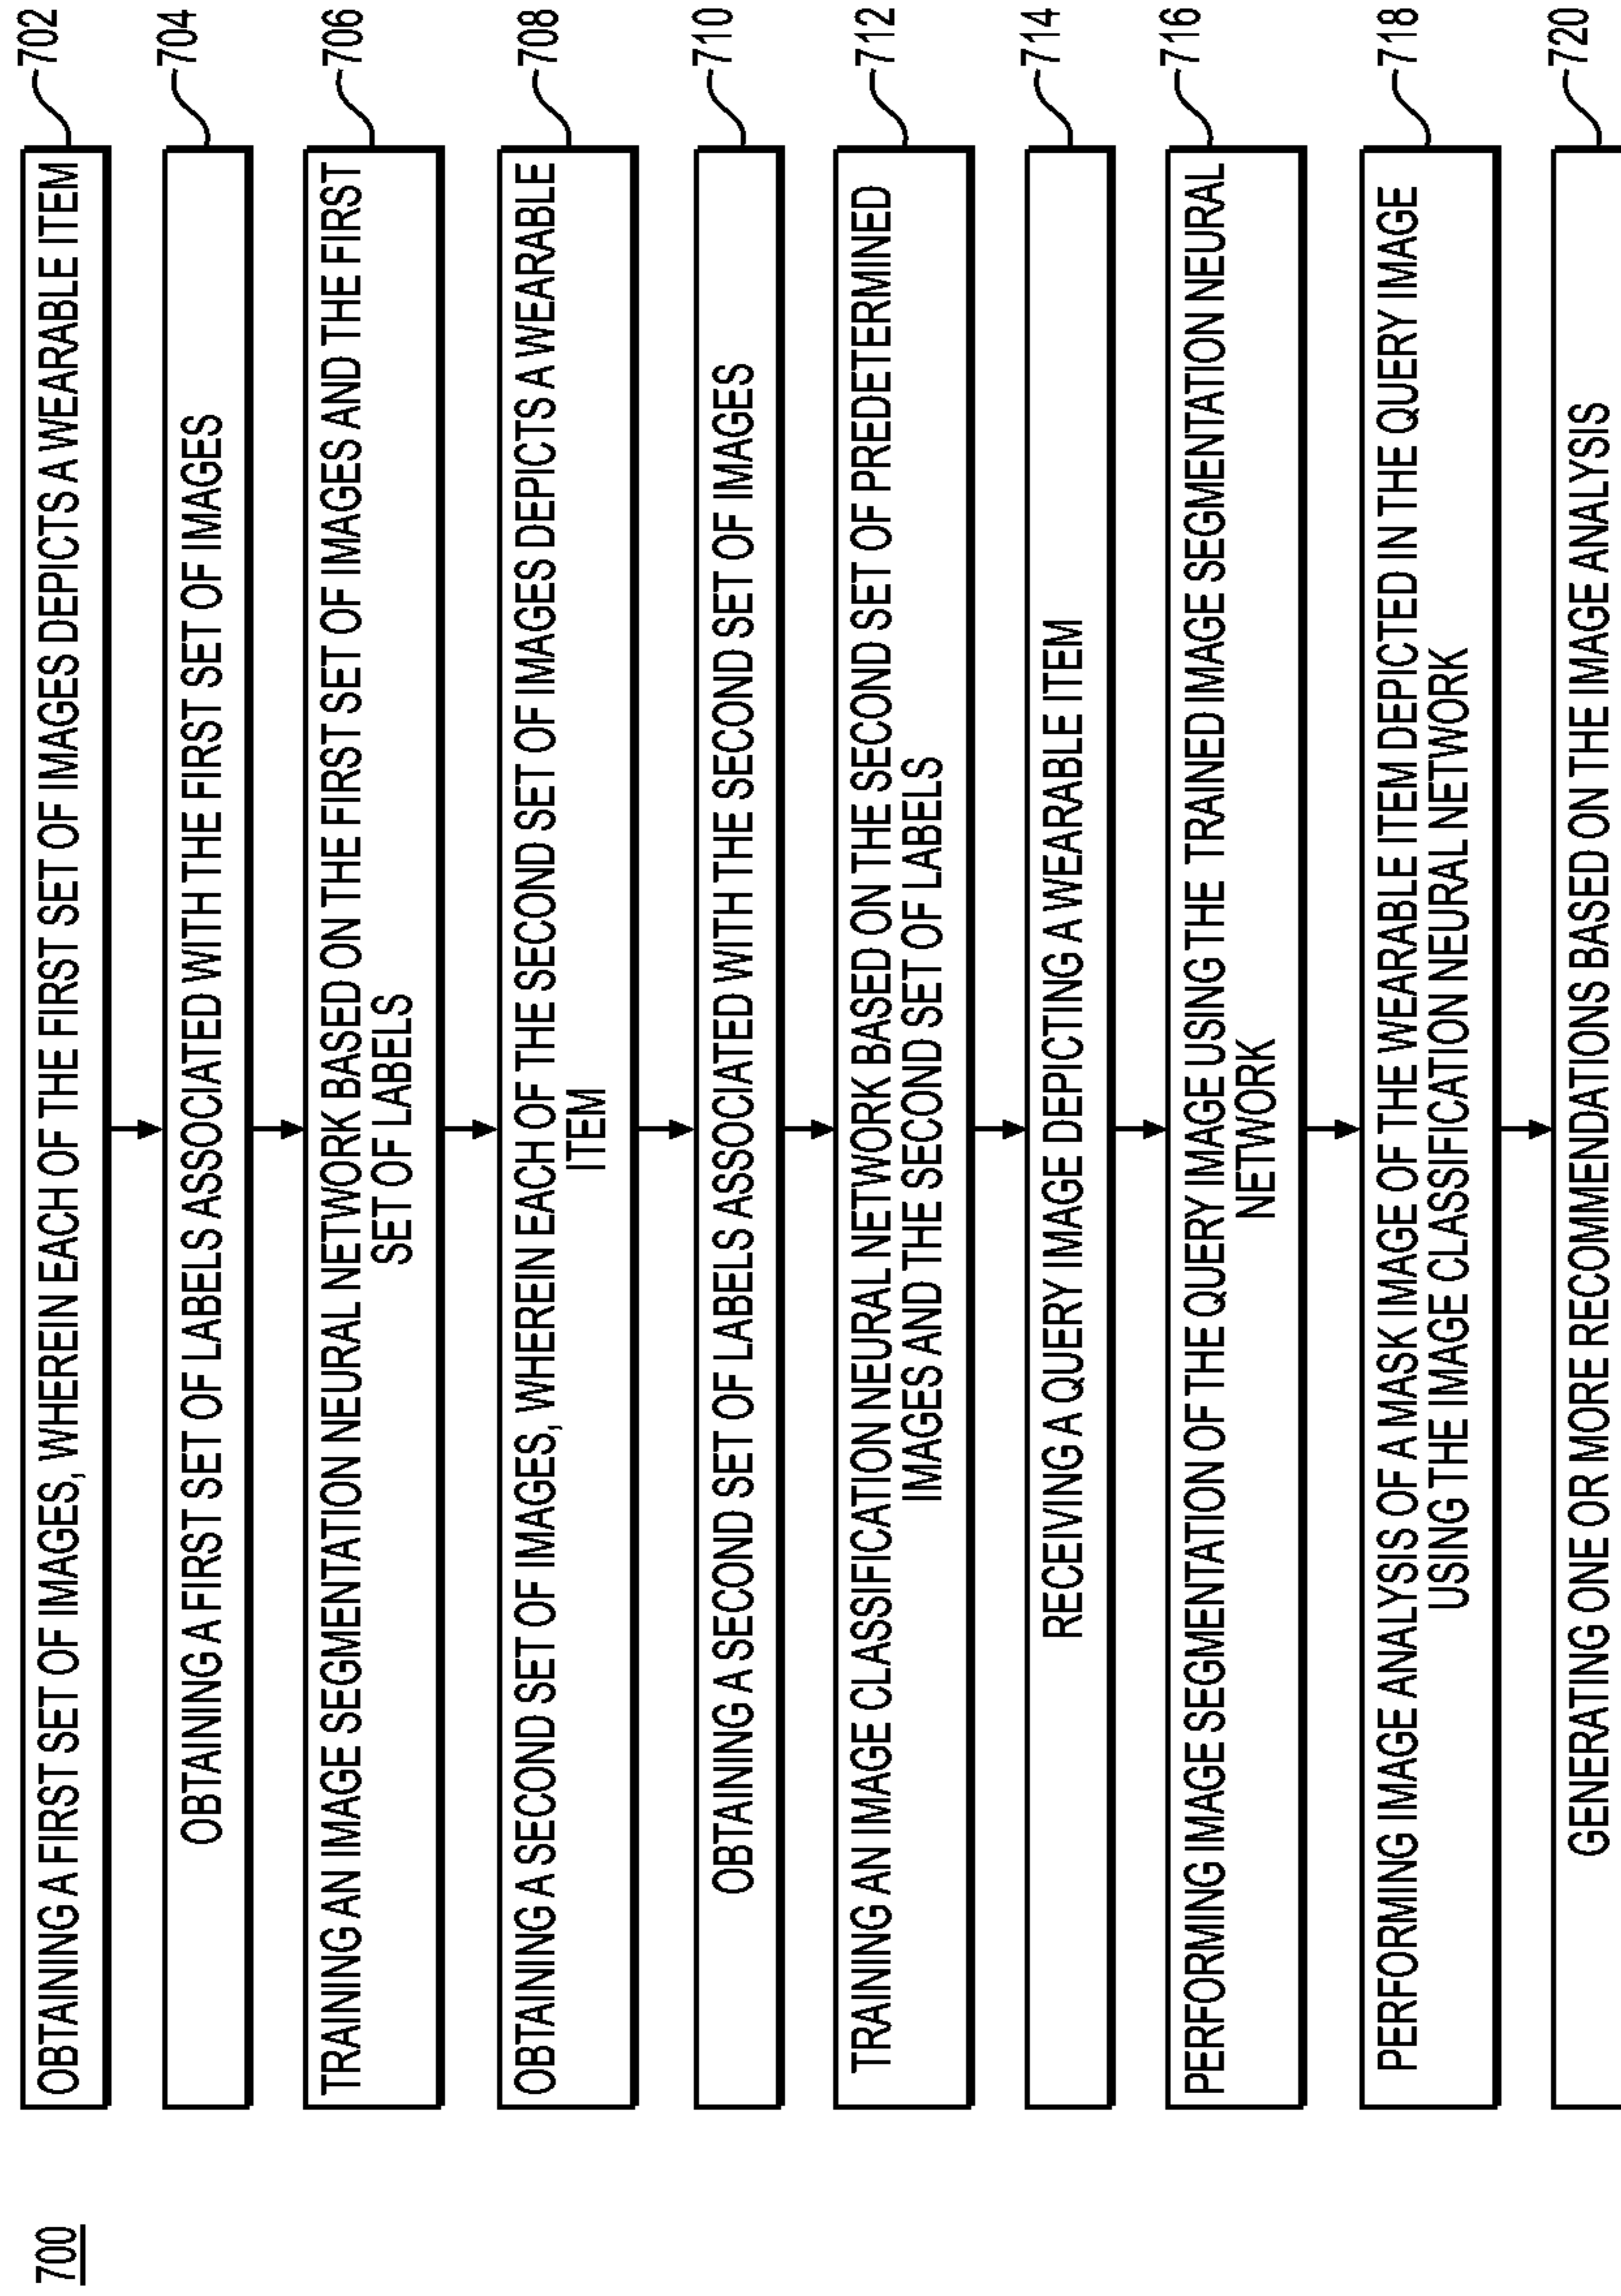 700
OBTAINING A FIRST SET OF IMAGES, WHEREIN EACH OF THE FIRST SET OF IMAGES DEPICTS A WEARABLE ITEM
702
OBTAINING A FIRST SET OF LABELS ASSOCIATED WITH THE FIRST SET OF IMAGES
704
TRAINING AN IMAGE SEGMENTATION NEURAL NETWORK BASED ON THE FIRST SET OF IMAGES AND THE FIRST
SET OF LABELS
706
OBTAINING A SECOND SET OF IMAGES, WHEREIN EACH OF THE SECOND SET OF IMAGES DEPICTS A WEARABLE
ITEM
708
OBTAINING A SECOND SET OF LABELS ASSOCIATED WITH THE SECOND SET OF IMAGES
710
TRAINING AN IMAGE CLASSIFICATION NEURAL NETWORK BASED ON THE SECOND SET OF PREDETERMINED
IMAGES AND THE SECOND SET OF LABELS
712
RECEIVING A QUERY IMAGE DEPICTING A WEARABLE ITEM
714
PERFORMING IMAGE SEGMENTATION OF THE QUERY IMAGE USING THE TRAINED IMAGE SEGMENTATION NEURAL
NETWORK
716
PERFORMING IMAGE ANALYSIS OF A MASK IMAGE OF THE WEARABLE ITEM DEPICTED IN THE QUERY IMAGE
USING THE IMAGE CLASSIFICATION NEURAL NETWORK
718
GENERATING ONE OR MORE RECOMMENDATIONS BASED ON THE IMAGE ANALYSIS
720